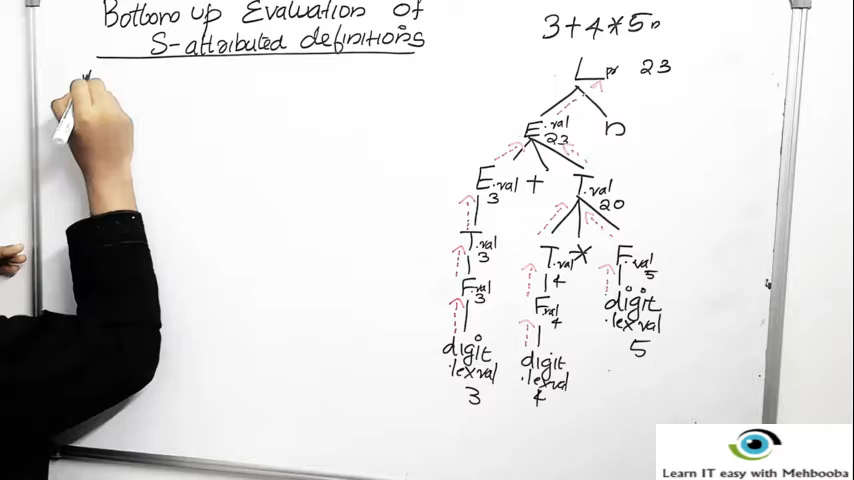 Bottom up Evaluation of
S-attributed definitions
3+4*5n
L pr 23
E.val n
23
E.val + T.val
3 20
T.val T.val * F.val
3 4 5
F.val F.val digit
3 4 .lexval
digit digit 5
.lexval .lexval
3 4
Learn IT easy with Mehbooba